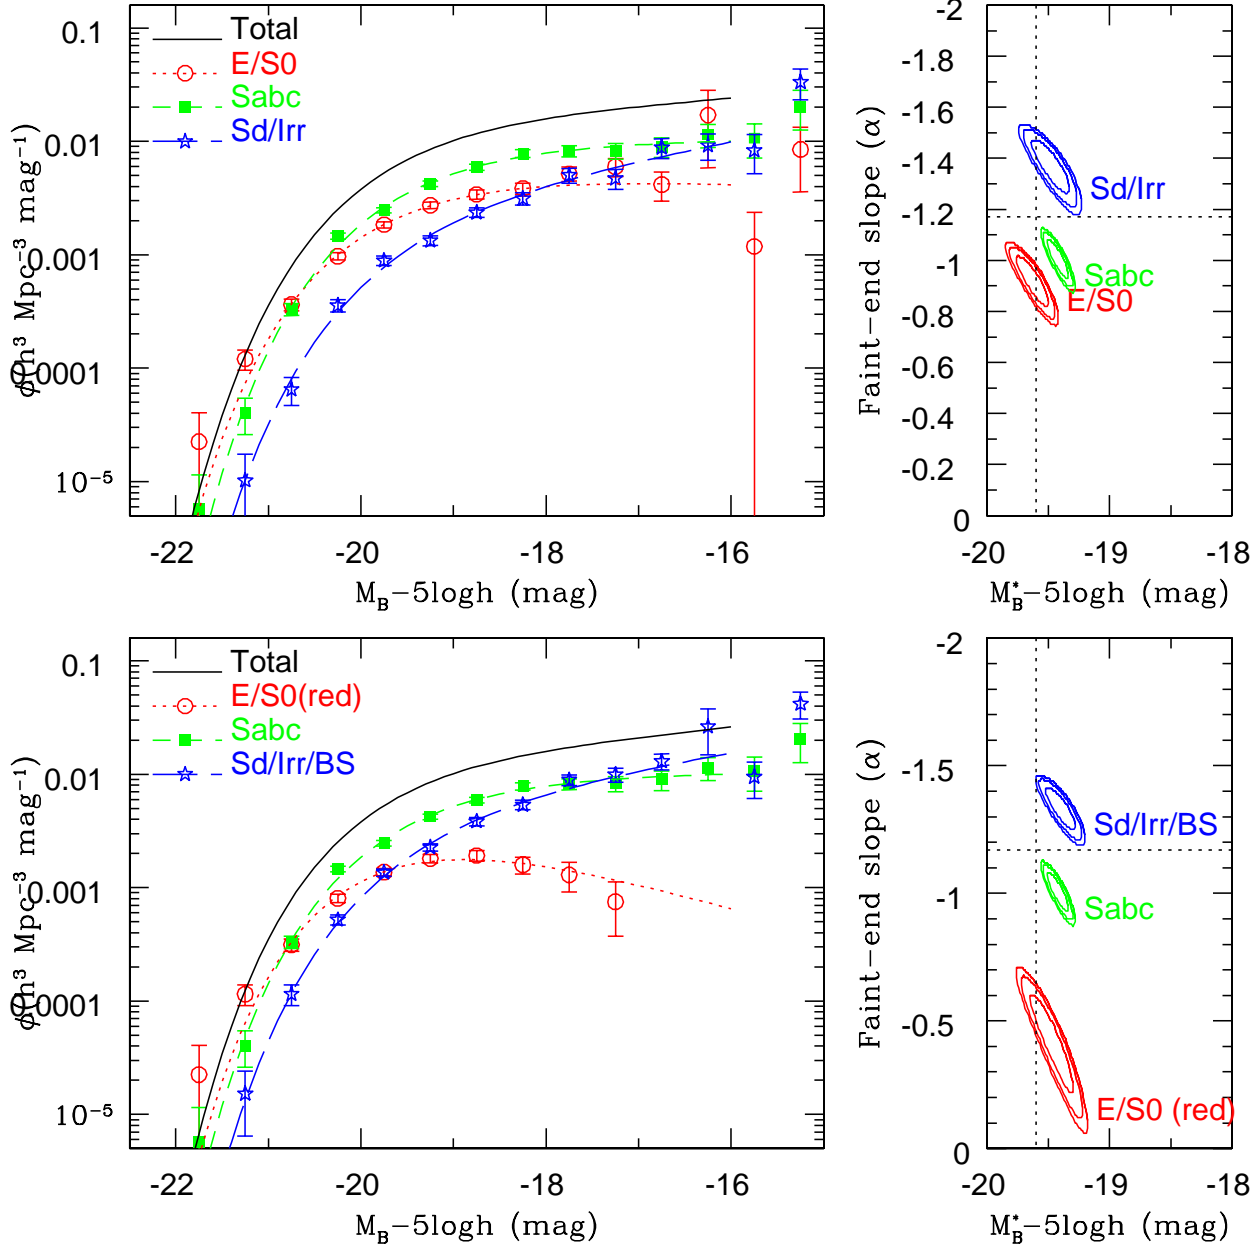 Total
E/S0
Sabc
Sd/Irr
0.1
0.01
0.001
0.0001
10⁻⁵
ϕ(h³ Mpc⁻³ mag⁻¹)
-22
-20
-18
-16
M_B−5logh (mag)
-2
-1.8
-1.6
-1.4
-1.2
-1
-0.8
-0.6
-0.4
-0.2
0
Faint−end slope (α)
Sd/Irr
Sabc
E/S0
-20
-19
-18
M*_B−5logh (mag)
Total
E/S0(red)
Sabc
Sd/Irr/BS
0.1
0.01
0.001
0.0001
10⁻⁵
ϕ(h³ Mpc⁻³ mag⁻¹)
-22
-20
-18
-16
M_B−5logh (mag)
-2
-1.5
-1
-0.5
0
Faint−end slope (α)
Sd/Irr/BS
Sabc
E/S0 (red)
-20
-19
-18
M*_B−5logh (mag)